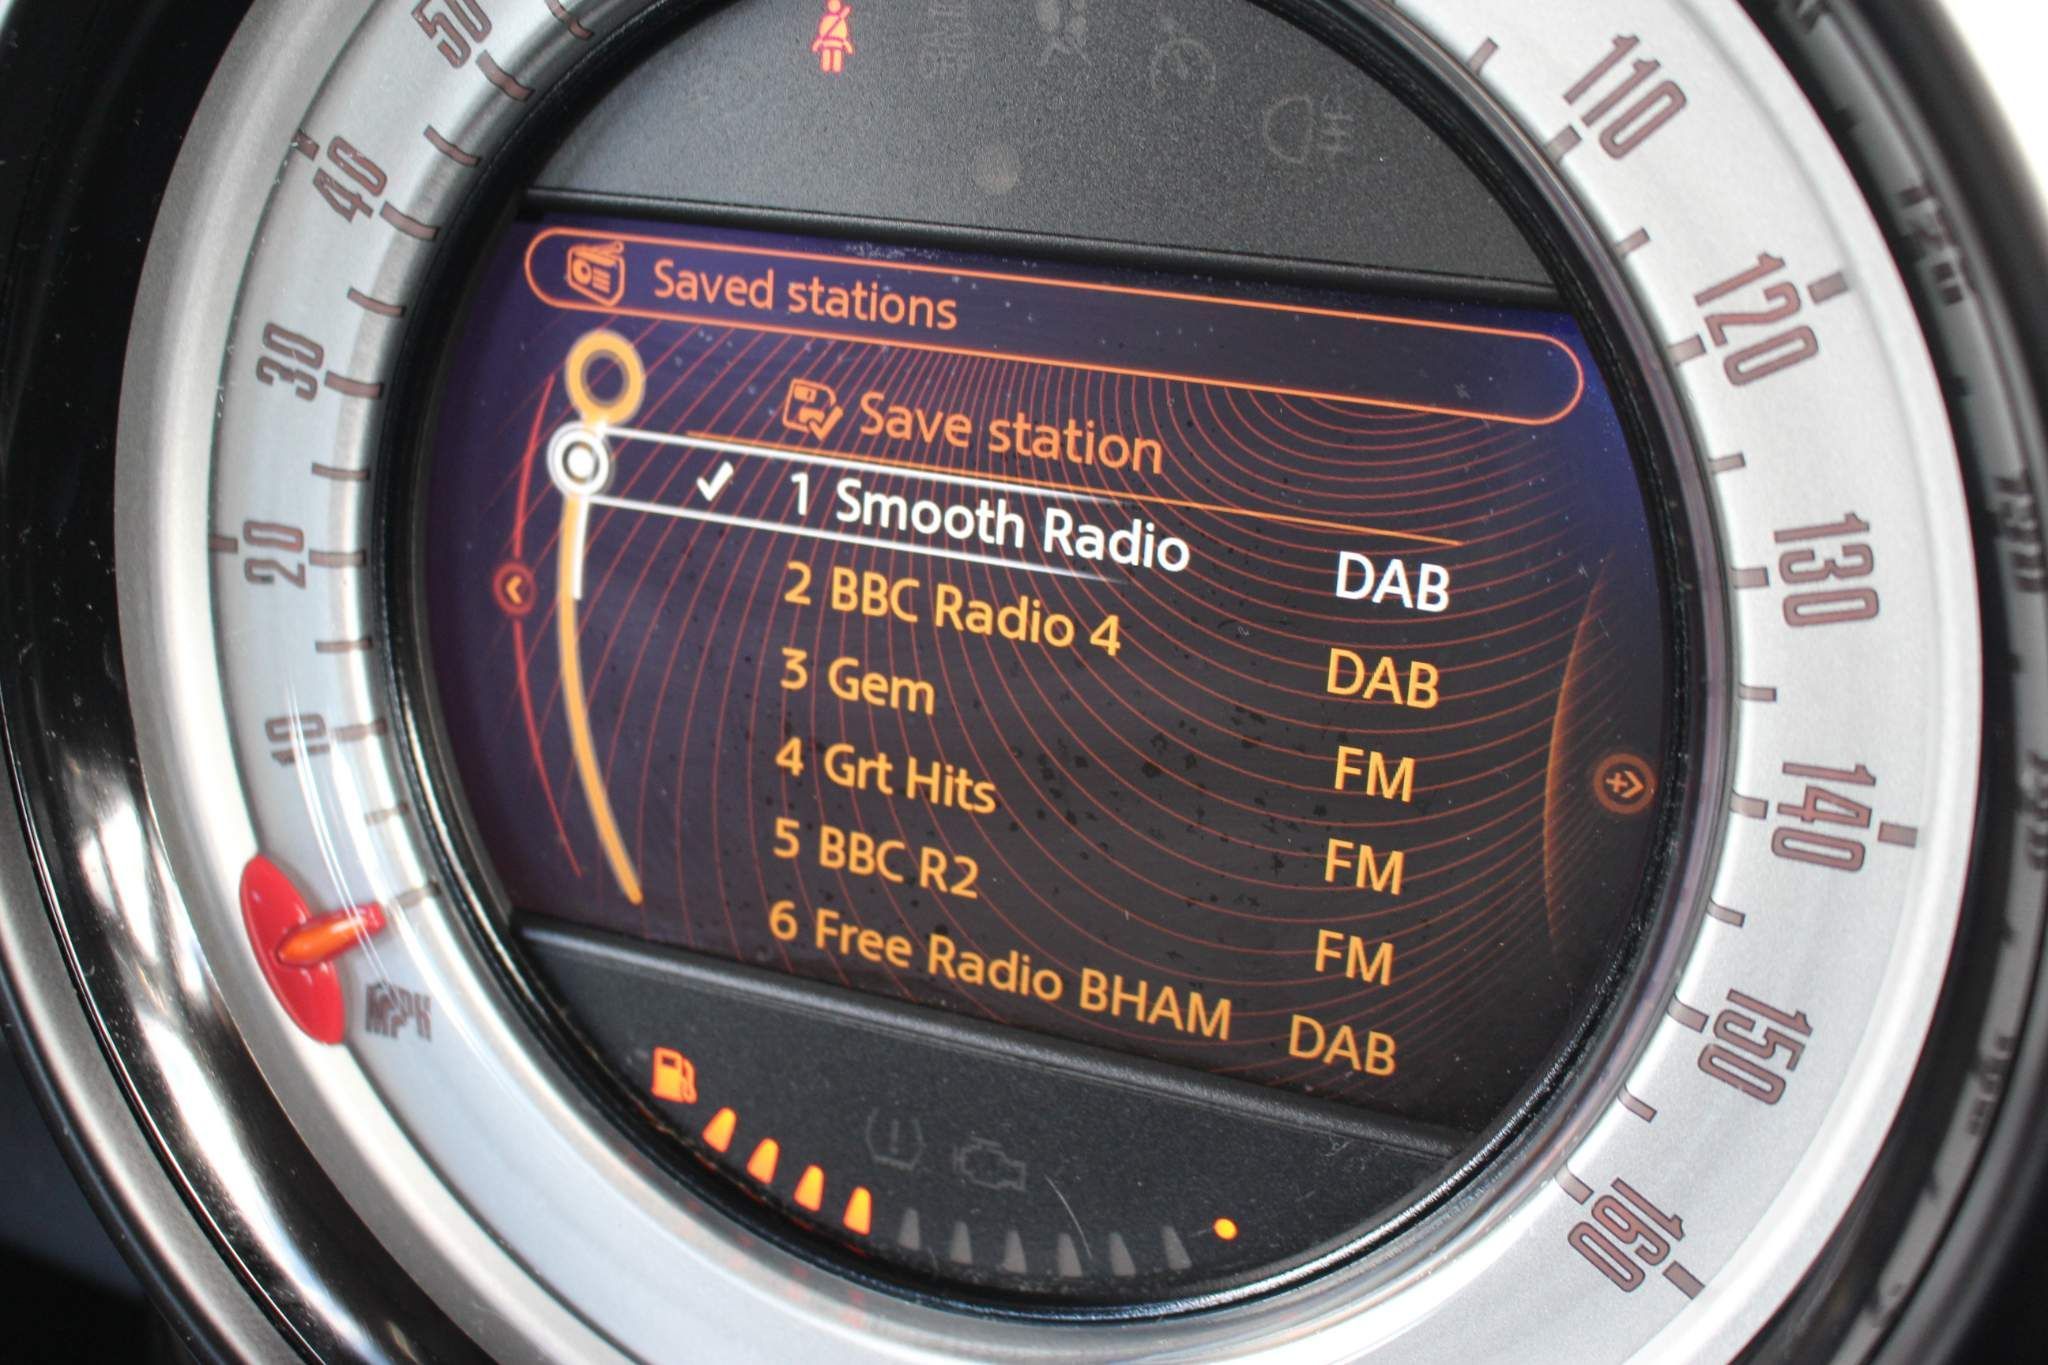 Saved stations
Save station
1 Smooth Radio DAB
2 BBC Radio 4 DAB
3 Gem FM
4 Grt Hits FM
5 BBC R2 FM
6 Free Radio BHAM DAB
MPH
10
20
30
40
50
110
120
130
140
150
160
120